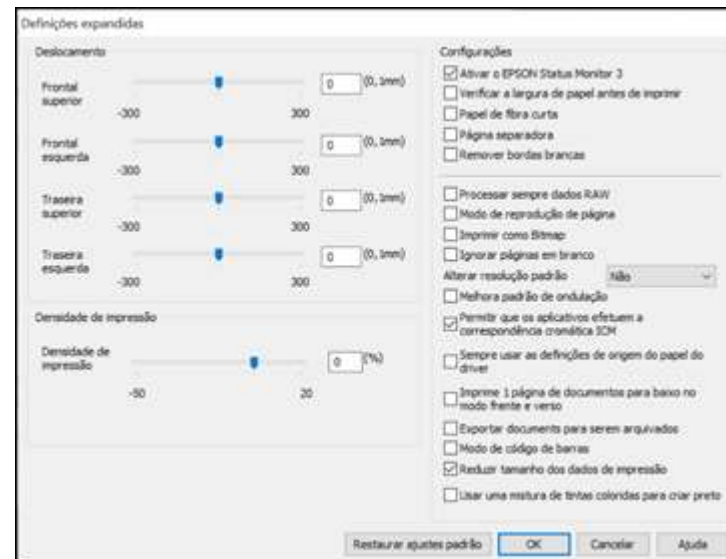 Definições expandidas
Deslocamento
Frontal
superior
0
(0,1mm)
-300
300
Frontal
esquerda
0
(0,1mm)
-300
300
Traseira
superior
0
(0,1mm)
-300
300
Traseira
esquerda
0
(0,1mm)
-300
300
Densidade de impressão
Densidade de
impressão
0
(%)
-50
20
Configurações
Ativar o EPSON Status Monitor 3
Verificar a largura de papel antes de imprimir
Papel de fibra curta
Página separadora
Remover bordas brancas
Processar sempre dados RAW
Modo de reprodução de página
Imprimir como Bitmap
Ignorar páginas em branco
Alterar resolução padrão
Não
Melhora padrão de ondulação
Permitir que os aplicativos efetuem a
correspondência cromática ICM
Sempre usar as definições de origem do papel do
driver
Imprime 1 página de documentos para baixo no
modo frente e verso
Exportar documents para serem arquivados
Modo de código de barras
Reduzir tamanho dos dados de impressão
Usar uma mistura de tintas coloridas para criar preto
Restaurar ajustes padrão
OK
Cancelar
Ajuda